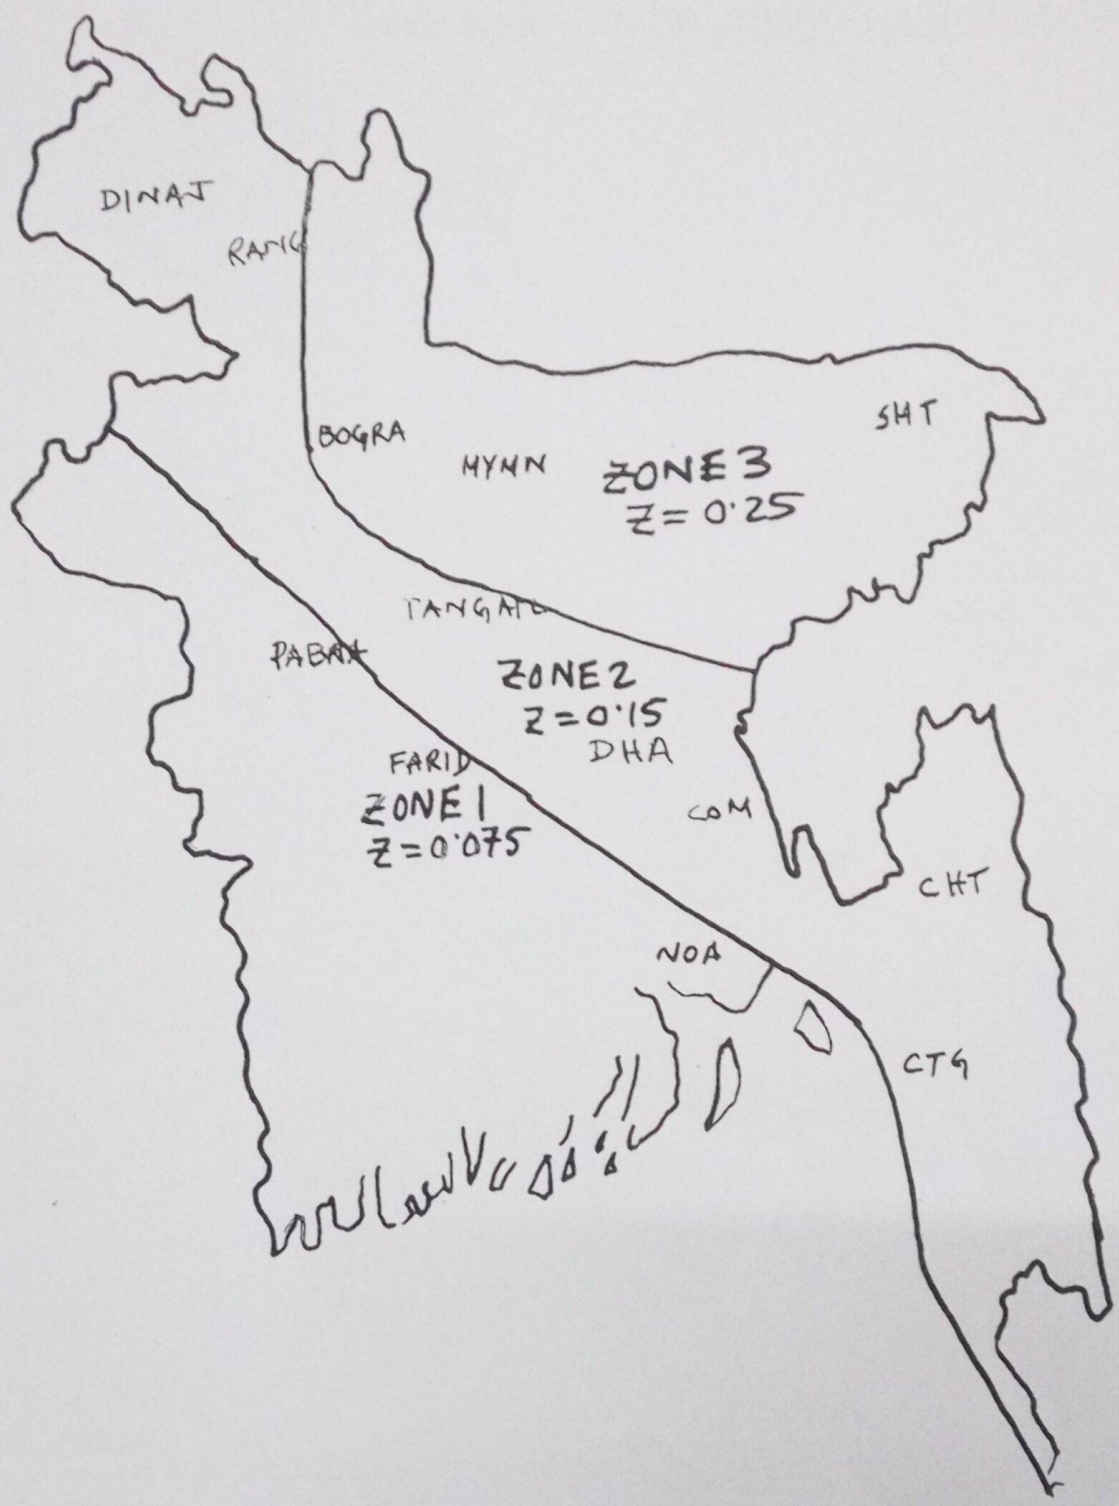 DINAJ
RANG
BOGRA
MYMN
SHT
ZONE 3
Z = 0.25
TANGAIL
PABNA
ZONE 2
Z = 0.15
DHA
FARID
ZONE 1
Z = 0.075
COM
CHT
NOA
CTG